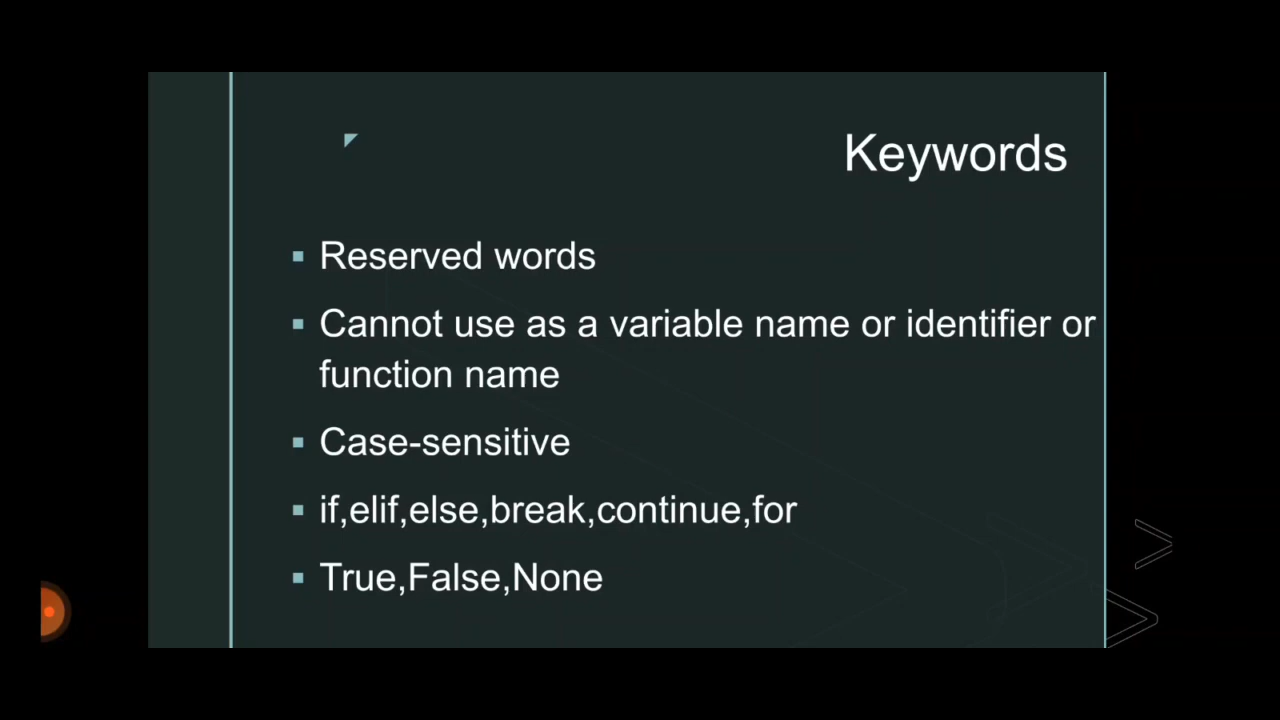 Keywords
Reserved words
Cannot use as a variable name or identifier or
function name
Case-sensitive
if,elif,else,break,continue,for
True,False,None